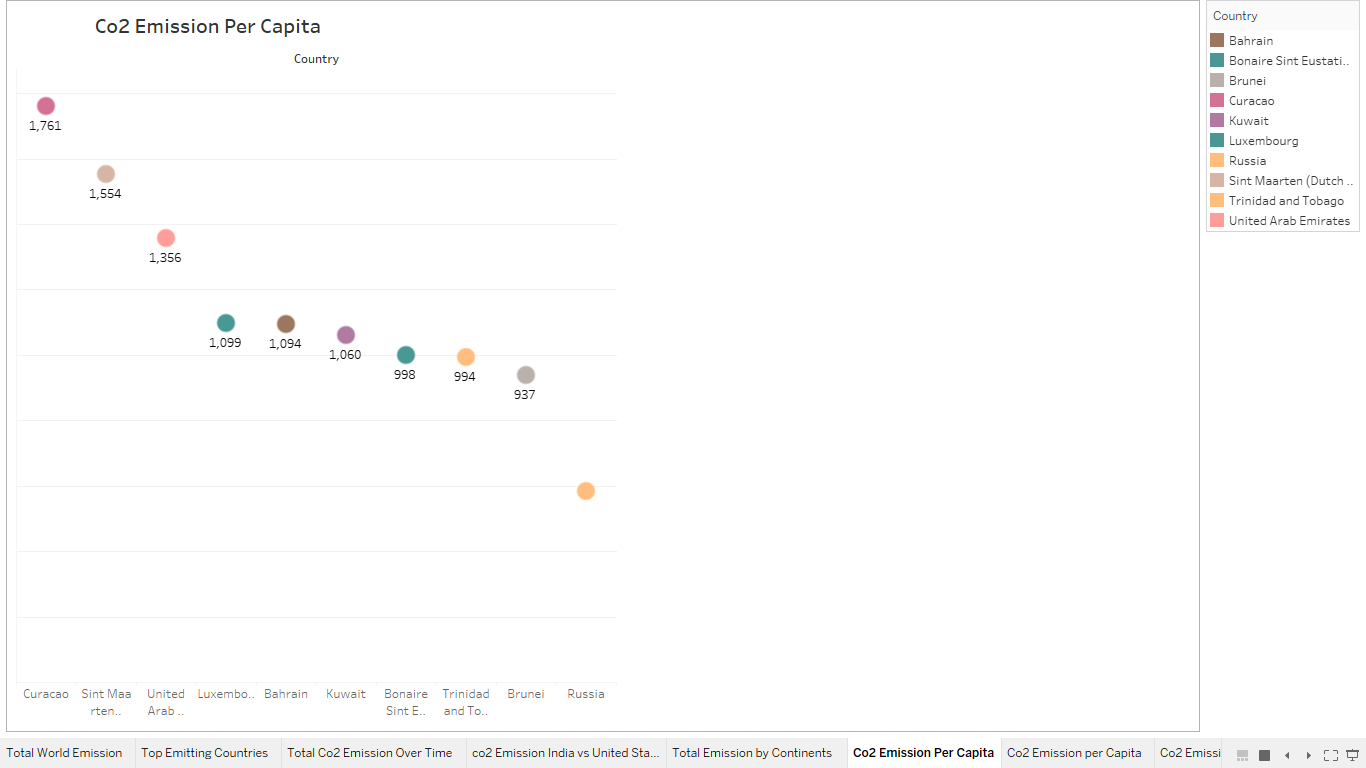 Co2 Emission Per Capita
Country
1,761
1,554
1,356
1,099
1,094
1,060
998
994
937
Curacao
Sint Maa
rten..
United
Arab ..
Luxembo..
Bahrain
Kuwait
Bonaire
Sint E..
Trinidad
and To..
Brunei
Russia
Country
Bahrain
Bonaire Sint Eustati..
Brunei
Curacao
Kuwait
Luxembourg
Russia
Sint Maarten (Dutch ..
Trinidad and Tobago
United Arab Emirates
Total World Emission
Top Emitting Countries
Total Co2 Emission Over Time
co2 Emission India vs United Sta...
Total Emission by Continents
Co2 Emission Per Capita
Co2 Emission per Capita
Co2 Emissi